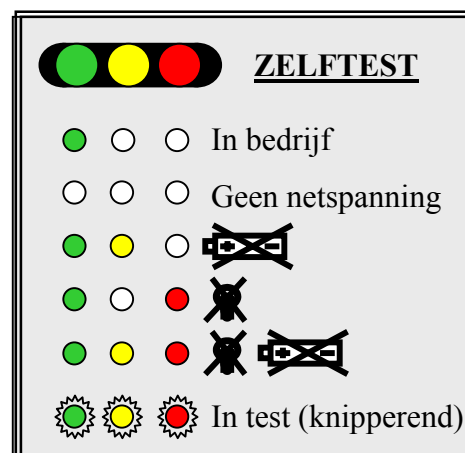 ZELFTEST
In bedrijf
Geen netspanning
In test (knipperend)